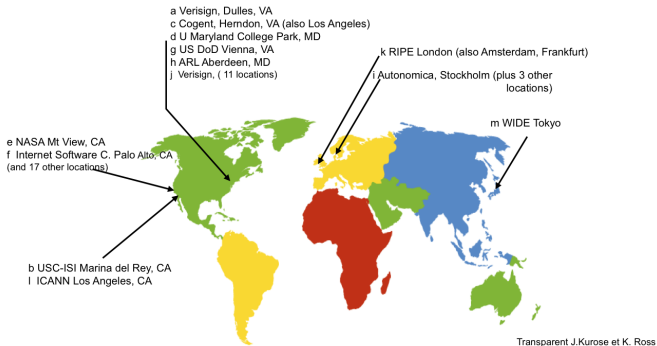 a Verisign, Dulles, VA
c Cogent, Herndon, VA (also Los Angeles)
d U Maryland College Park, MD
g US DoD Vienna, VA
h ARL Aberdeen, MD
j Verisign, ( 11 locations)
k RIPE London (also Amsterdam, Frankfurt)
i Autonomica, Stockholm (plus 3 other
locations)
m WIDE Tokyo
e NASA Mt View, CA
f Internet Software C. Palo Alto, CA
(and 17 other locations)
b USC-ISI Marina del Rey, CA
l ICANN Los Angeles, CA
Transparent J.Kurose et K. Ross